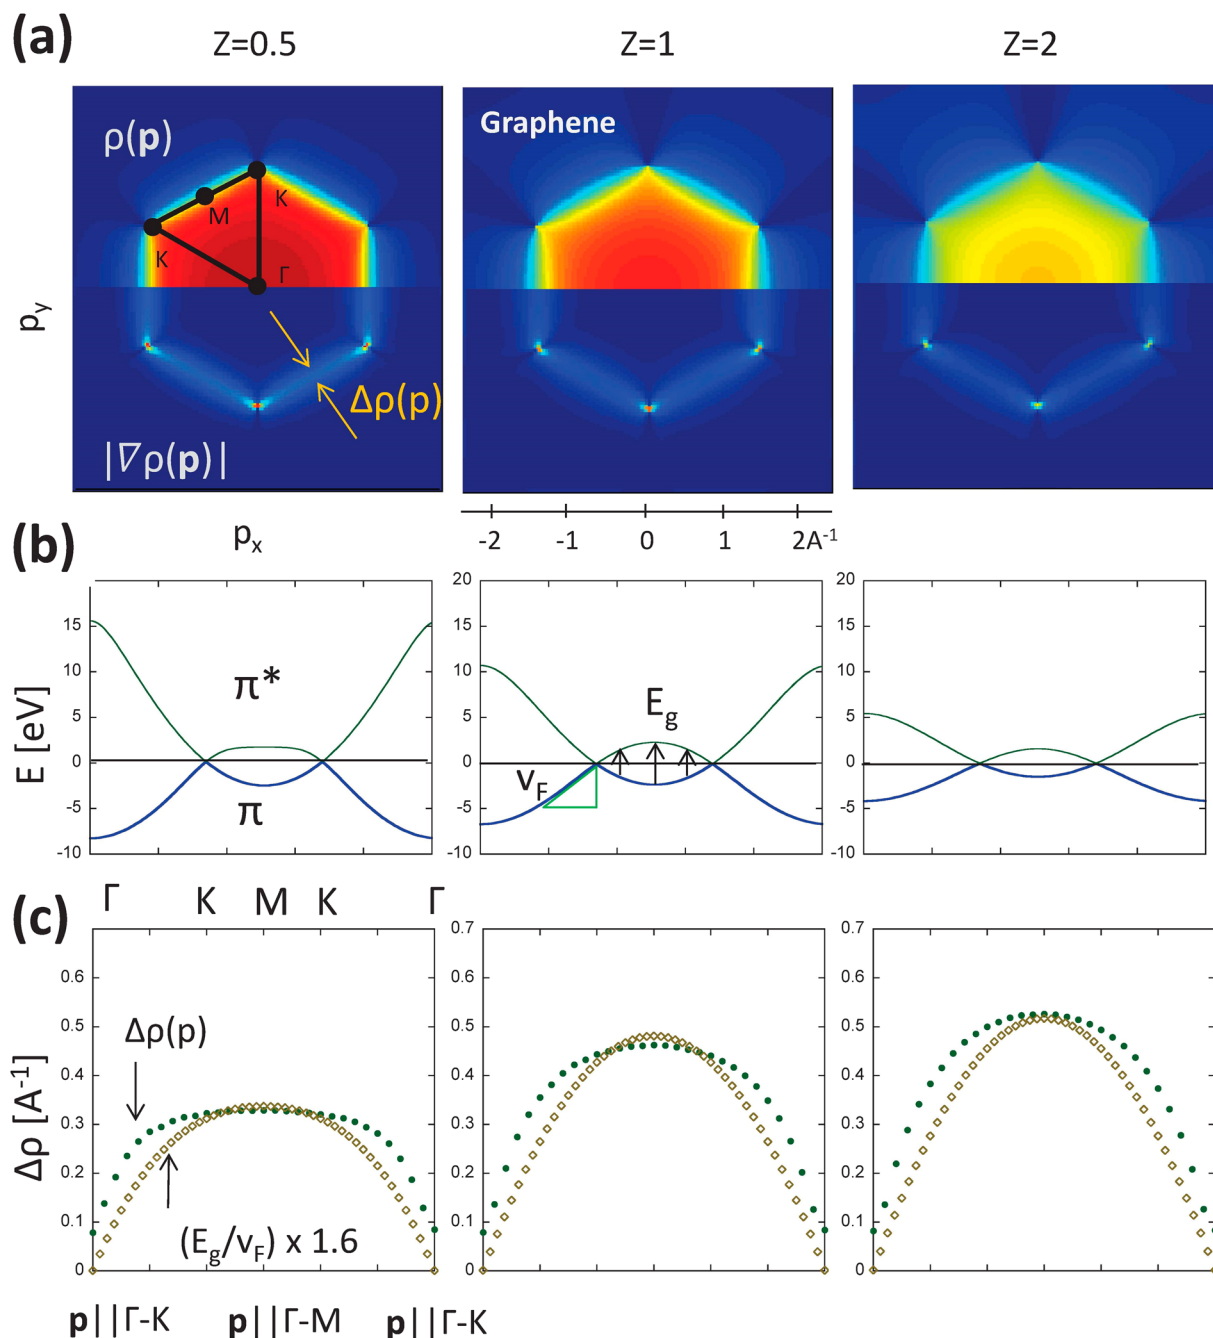 (a)
Z=0.5 Z=1 Z=2
ρ(p) Graphene
K
M
K
Γ
p_y
Δρ(p)
|∇ρ(p)|
-2 -1 0 1 2A⁻¹
p_x
(b)
20 20
15 15 15
10 10 10
π* E_g
5 5 5
E [eV]
0 0 0
v_F
π
-5 -5 -5
-10 -10 -10
Γ K M K Γ
(c)
0.7 0.7
0.6 0.6 0.6
0.5 0.5 0.5
Δρ(p)
0.4 0.4 0.4
Δρ [A⁻¹]
0.3 0.3 0.3
0.2 0.2 0.2
0.1 0.1 0.1
(E_g/v_F) x 1.6
0 0 0
p||Γ-K p||Γ-M p||Γ-K